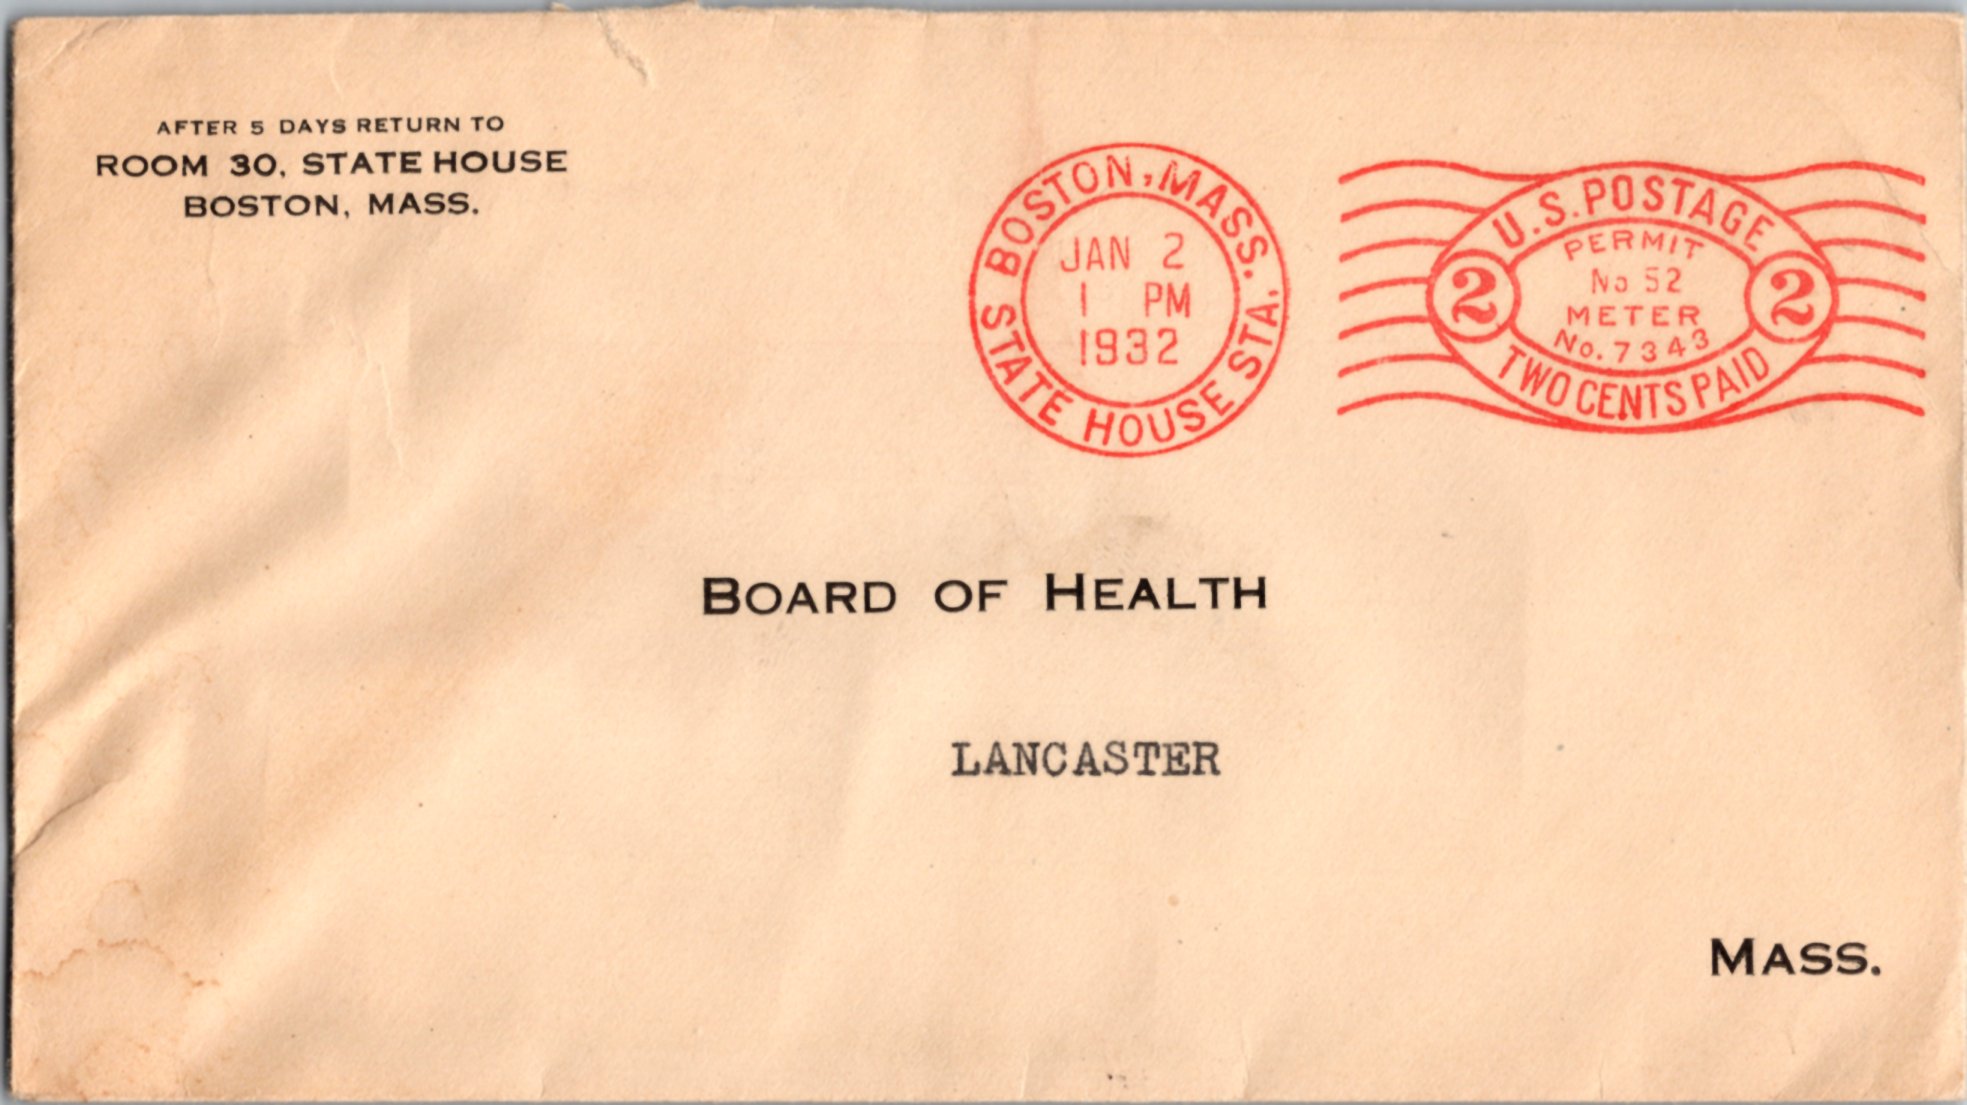 AFTER 5 DAYS RETURN TO
ROOM 30, STATE HOUSE
BOSTON, MASS.
BOSTON, MASS.
STATE HOUSE STA.
JAN 2
1 PM
1932
U.S. POSTAGE
2 2
PERMIT
No 52
METER
No. 7343
TWO CENTS PAID
BOARD OF HEALTH
LANCASTER
MASS.